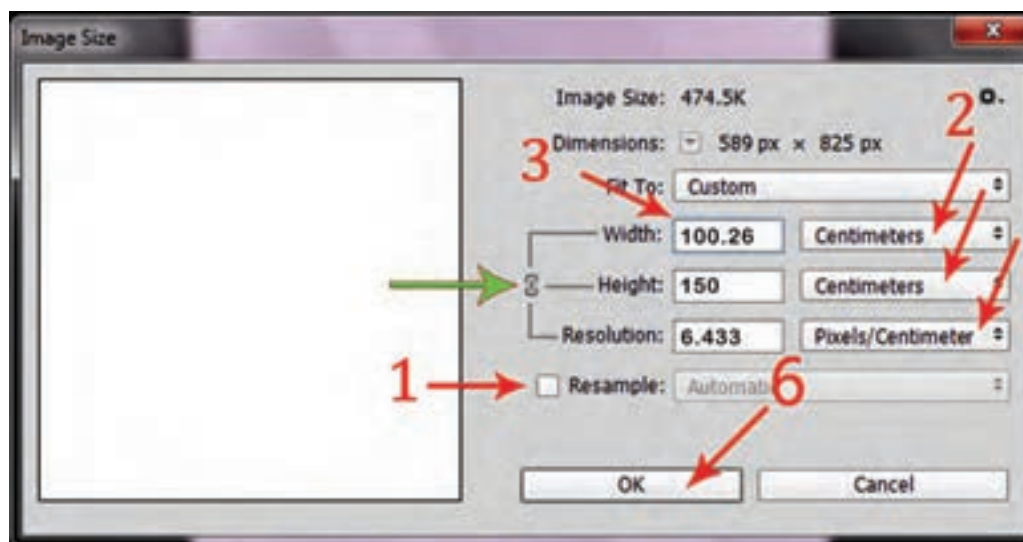 Image Size
Image Size: 474.5K
2
Dimensions: 589 px × 825 px
3
Fit To: Custom
Width: 100.26 Centimeters
Height: 150 Centimeters
Resolution: 6.433 Pixels/Centimeter
1 Resample: Automatic
6
OK Cancel